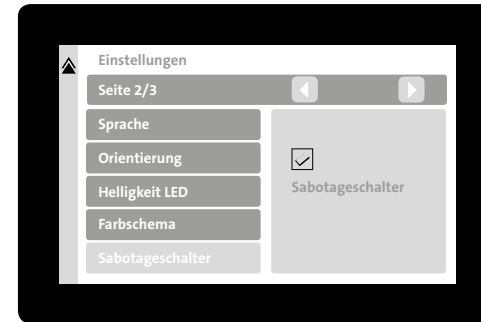 Einstellungen
Seite 2/3
Sprache
Orientierung
Helligkeit LED
Farbschema
Sabotageschalter
Sabotageschalter